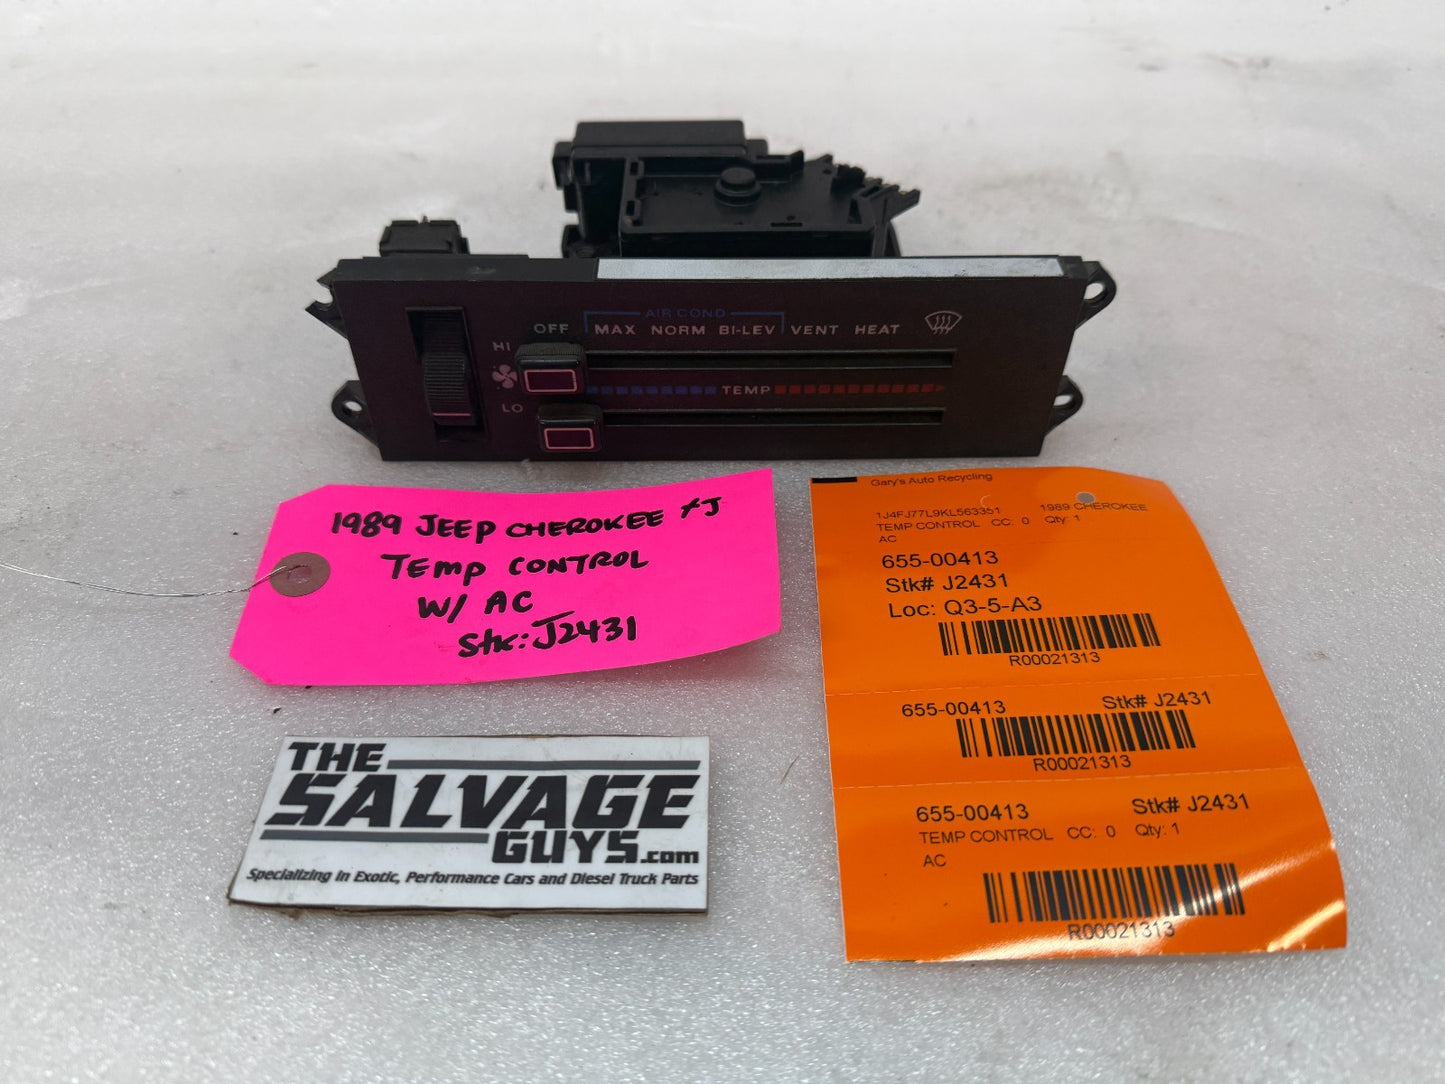 AIR COND
OFF MAX NORM BI-LEV VENT HEAT
HI
TEMP
LO
1989 JEEP CHEROKEE XJ
TEMP CONTROL
W/ AC
Stk: J2431
THE
SALVAGE
GUYS.com
Specializing in Exotic, Performance Cars and Diesel Truck Parts
Gary's Auto Recycling
1J4FJ77L9KL563351 1989 CHEROKEE
TEMP CONTROL CC: 0 Qty: 1
AC
655-00413
Stk# J2431
Loc: Q3-5-A3
R00021313
655-00413 Stk# J2431
R00021313
655-00413 Stk# J2431
TEMP CONTROL CC: 0 Qty: 1
AC
R00021313